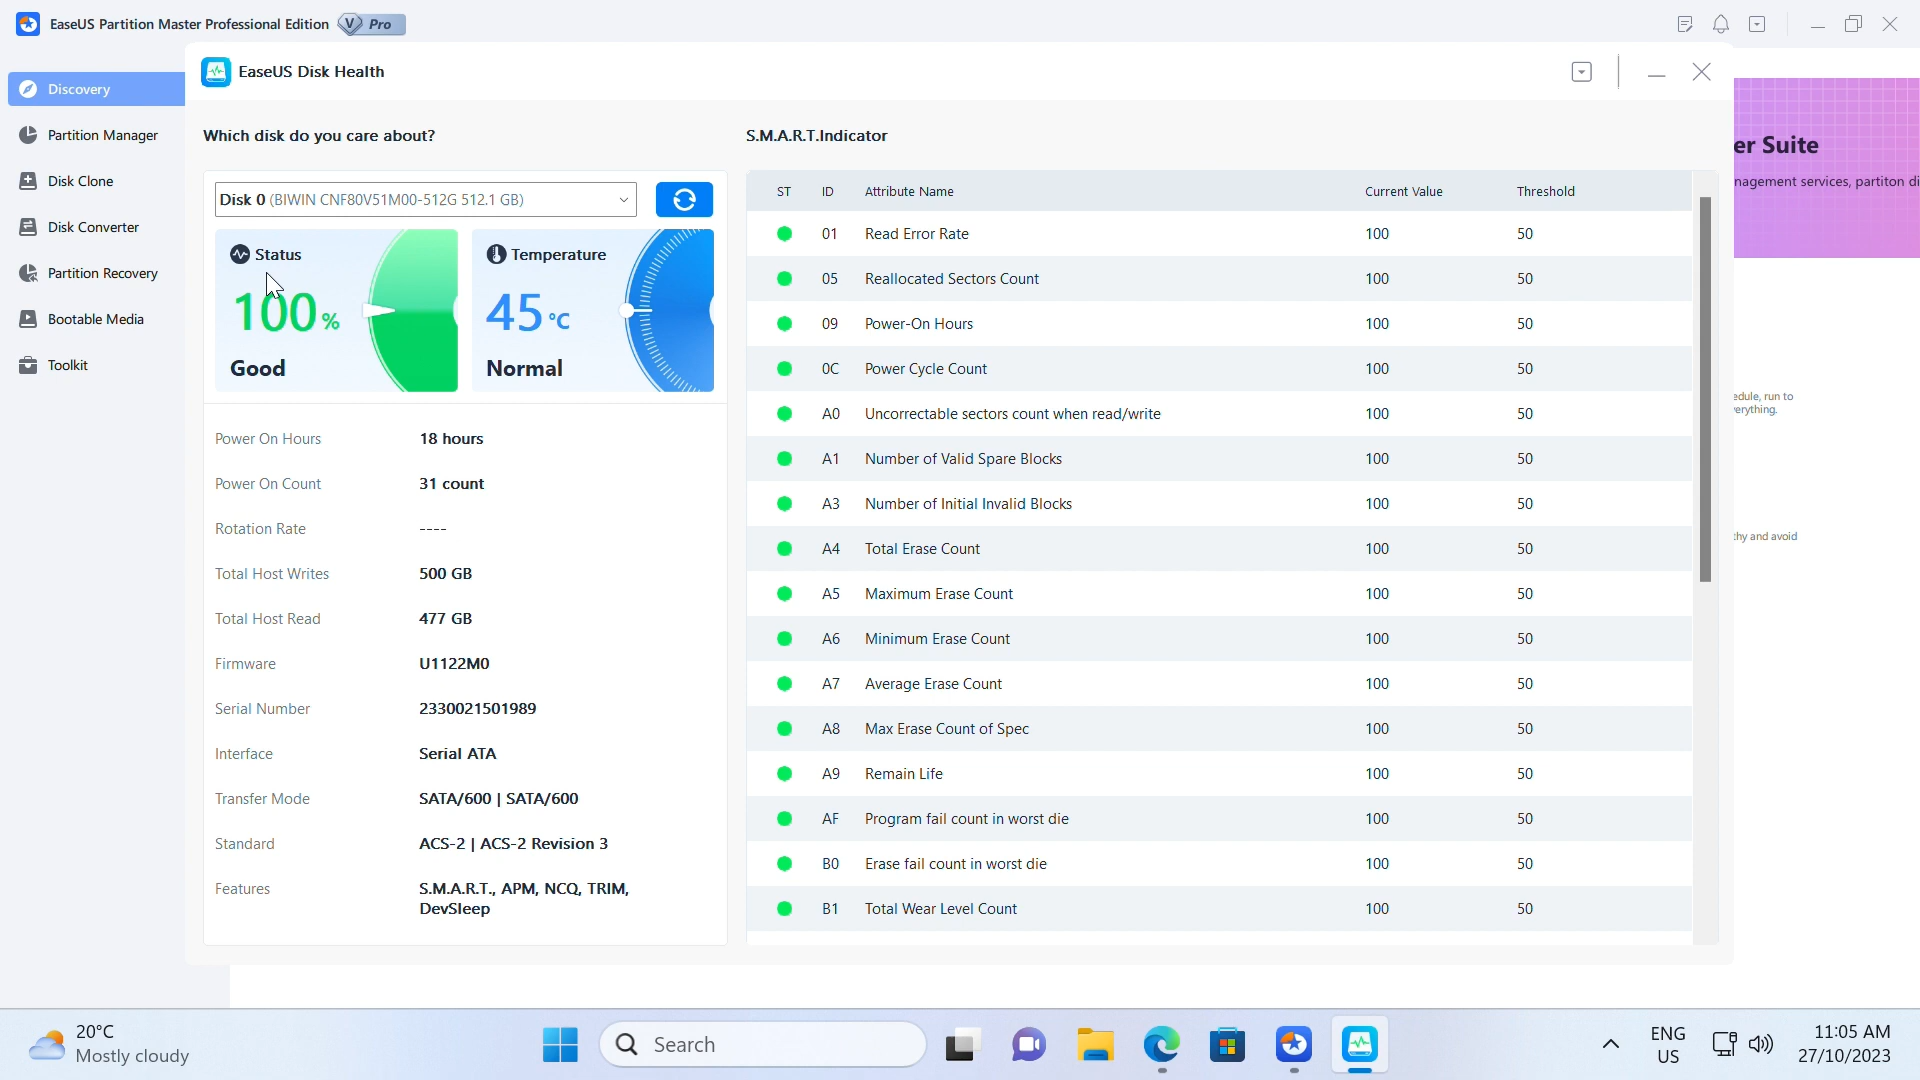 EaseUS Partition Master Professional Edition V Pro
EaseUS Disk Health
Discovery
Partition Manager
Disk Clone
Disk Converter
Partition Recovery
Bootable Media
Toolkit
Which disk do you care about?
Disk 0 (BIWIN CNF80V51M00-512G 512.1 GB)
Status
100 %
Good
Temperature
45 °C
Normal
Power On Hours 18 hours
Power On Count 31 count
Rotation Rate ----
Total Host Writes 500 GB
Total Host Read 477 GB
Firmware U1122M0
Serial Number 2330021501989
Interface Serial ATA
Transfer Mode SATA/600 | SATA/600
Standard ACS-2 | ACS-2 Revision 3
Features S.M.A.R.T., APM, NCQ, TRIM,
DevSleep
S.M.A.R.T.Indicator
ST ID Attribute Name Current Value Threshold
01 Read Error Rate 100 50
05 Reallocated Sectors Count 100 50
09 Power-On Hours 100 50
0C Power Cycle Count 100 50
A0 Uncorrectable sectors count when read/write 100 50
A1 Number of Valid Spare Blocks 100 50
A3 Number of Initial Invalid Blocks 100 50
A4 Total Erase Count 100 50
A5 Maximum Erase Count 100 50
A6 Minimum Erase Count 100 50
A7 Average Erase Count 100 50
A8 Max Erase Count of Spec 100 50
A9 Remain Life 100 50
AF Program fail count in worst die 100 50
B0 Erase fail count in worst die 100 50
B1 Total Wear Level Count 100 50
er Suite
nagement services, partiton di
edule, run to
erything.
thy and avoid
20°C
Mostly cloudy
Search
ENG
US
11:05 AM
27/10/2023